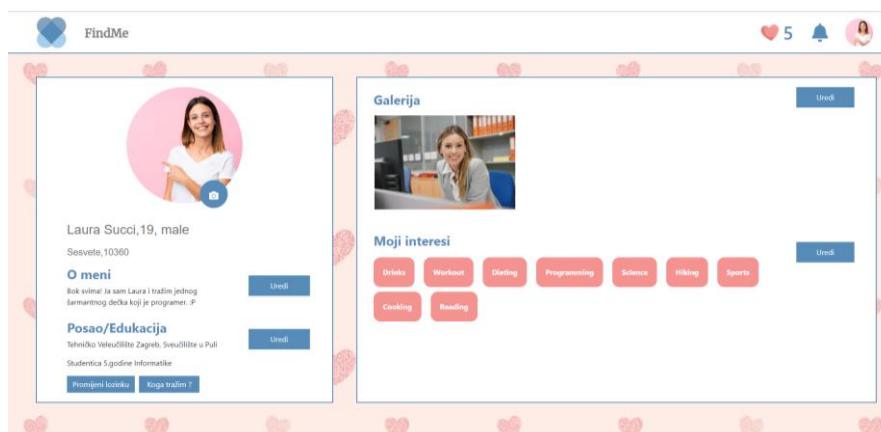 FindMe
5
Laura Succi,19, male
Sesvete,10360
O meni
Bok svima! Ja sam Laura i tražim jednog
šarmantnog dečka koji je programer. :P
Uredi
Posao/Edukacija
Tehničko Veleučilište Zagreb, Sveučilište u Puli
Uredi
Studentica 5.godine Informatike
Promijeni lozinku Koga tražim ?
Galerija
Uredi
Moji interesi
Uredi
Drinks Workout Dieting Programming Science Hiking Sports
Cooking Reading